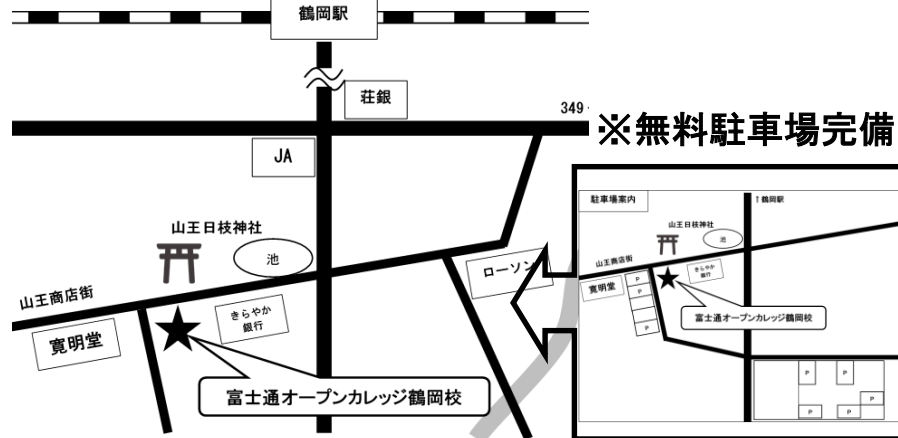 鶴岡駅
荘銀
349
※無料駐車場完備
JA
山王日枝神社
池
ローソン
山王商店街
きらやか
銀行
寛明堂
富士通オープンカレッジ鶴岡校
駐車場案内
↑鶴岡駅
山王日枝神社
池
山王商店街
きらやか
銀行
寛明堂
P
P
P
富士通オープンカレッジ鶴岡校
P
P
P
P
P